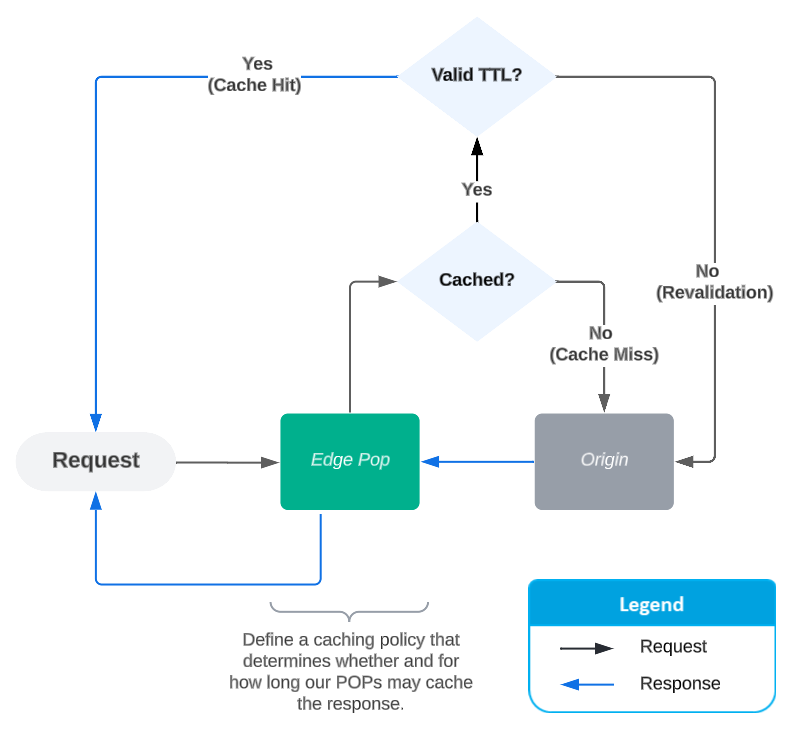 Valid TTL?
Yes
(Cache Hit)
Yes
Cached?
No
(Revalidation)
No
(Cache Miss)
Request
Edge Pop
Origin
Define a caching policy that
determines whether and for
how long our POPs may cache
the response.
Legend
Request
Response